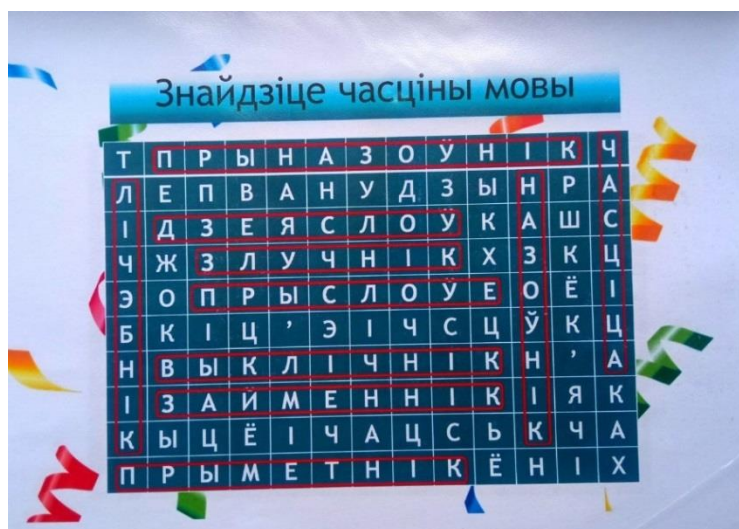 Знайдзіце часціны мовы
Т П Р Ы Н А З О Ў Н І К Ч
Л Е П В А Н У Д З Ы Н Р А
І Д З Е Я С Л О Ў К А Ш С
Ч Ж З Л У Ч Н І К Х З К Ц
Э О П Р Ы С Л О Ў Е О Ё І
Б К І Ц ’ Э І Ч С Ц Ў К Ц
Н В Ы К Л І Ч Н І К Н ’ А
І З А Й М Е Н Н І К І Я К
К Ы Ц Ё І Ч А Ц С Ь К Ч А
П Р Ы М Е Т Н І К Ё Н І Х